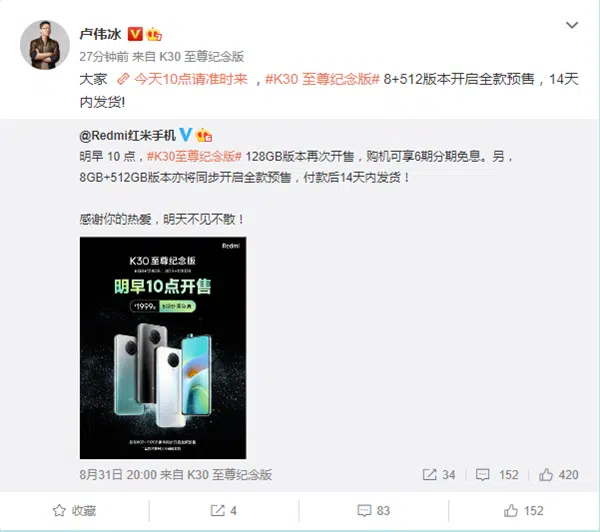 卢伟冰
27分钟前 来自 K30 至尊纪念版
大家 今天10点请准时来 ，#K30 至尊纪念版# 8+512版本开启全款预售，14天
内发货!
@Redmi红米手机
明早 10 点，#K30至尊纪念版# 128GB版本再次开售，购机可享6期分期免息。另，
8GB+512GB版本亦将同步开启全款预售，付款后14天内发货！
感谢你的热爱，明天不见不散！
Redmi
K30 至尊纪念版
明早10点开售
1999
8月31日 20:00 来自 K30 至尊纪念版
34 152 420
收藏 4 83 152